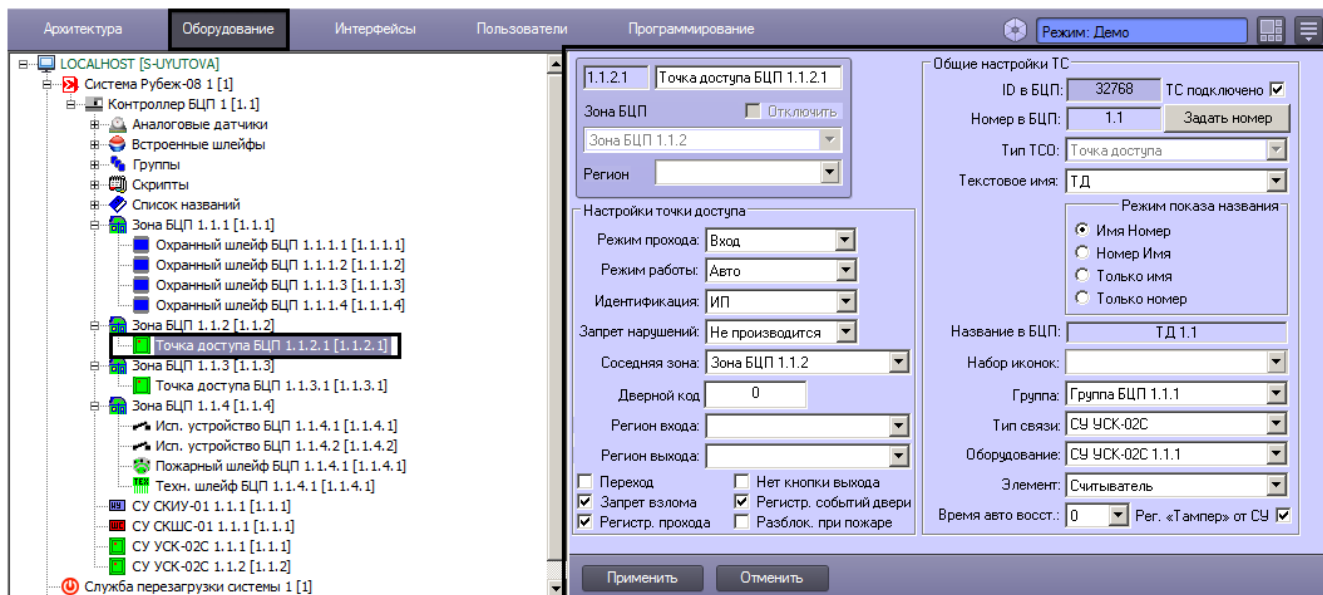 Архитектура Оборудование Интерфейсы Пользователи Программирование Режим: Демо
LOCALHOST [S-UYUTOVA]
Система Рубеж-08 1 [1]
Контроллер БЦП 1 [1.1]
Аналоговые датчики
Встроенные шлейфы
Группы
Скрипты
Список названий
Зона БЦП 1.1.1 [1.1.1]
Охранный шлейф БЦП 1.1.1.1 [1.1.1.1]
Охранный шлейф БЦП 1.1.1.2 [1.1.1.2]
Охранный шлейф БЦП 1.1.1.3 [1.1.1.3]
Охранный шлейф БЦП 1.1.1.4 [1.1.1.4]
Зона БЦП 1.1.2 [1.1.2]
Точка доступа БЦП 1.1.2.1 [1.1.2.1]
Зона БЦП 1.1.3 [1.1.3]
Точка доступа БЦП 1.1.3.1 [1.1.3.1]
Зона БЦП 1.1.4 [1.1.4]
Исп. устройство БЦП 1.1.4.1 [1.1.4.1]
Исп. устройство БЦП 1.1.4.2 [1.1.4.2]
Пожарный шлейф БЦП 1.1.4.1 [1.1.4.1]
ТЕХ Техн. шлейф БЦП 1.1.4.1 [1.1.4.1]
СУ СКИУ-01 1.1.1 [1.1.1]
СУ СКШС-01 1.1.1 [1.1.1]
СУ УСК-02С 1.1.1 [1.1.1]
СУ УСК-02С 1.1.2 [1.1.2]
Служба перезагрузки системы 1 [1]
1.1.2.1 Точка доступа БЦП 1.1.2.1
Зона БЦП Отключить
Зона БЦП 1.1.2
Регион
Настройки точки доступа
Режим прохода: Вход
Режим работы: Авто
Идентификация: ИП
Запрет нарушений: Не производится
Соседняя зона: Зона БЦП 1.1.2
Дверной код 0
Регион входа:
Регион выхода:
Переход Нет кнопки выхода
Запрет взлома Регистр. событий двери
Регистр. прохода Разблок. при пожаре
Общие настройки ТС
ID в БЦП: 32768 ТС подключено
Номер в БЦП: 1.1 Задать номер
Тип ТСО: Точка доступа
Текстовое имя: ТД
Режим показа названия
Имя Номер
Номер Имя
Только имя
Только номер
Название в БЦП: ТД 1.1
Набор иконок:
Группа: Группа БЦП 1.1.1
Тип связи: СУ УСК-02С
Оборудование: СУ УСК-02С 1.1.1
Элемент: Считыватель
Время авто восст.: 0 Рег. «Тампер» от СУ
Применить Отменить